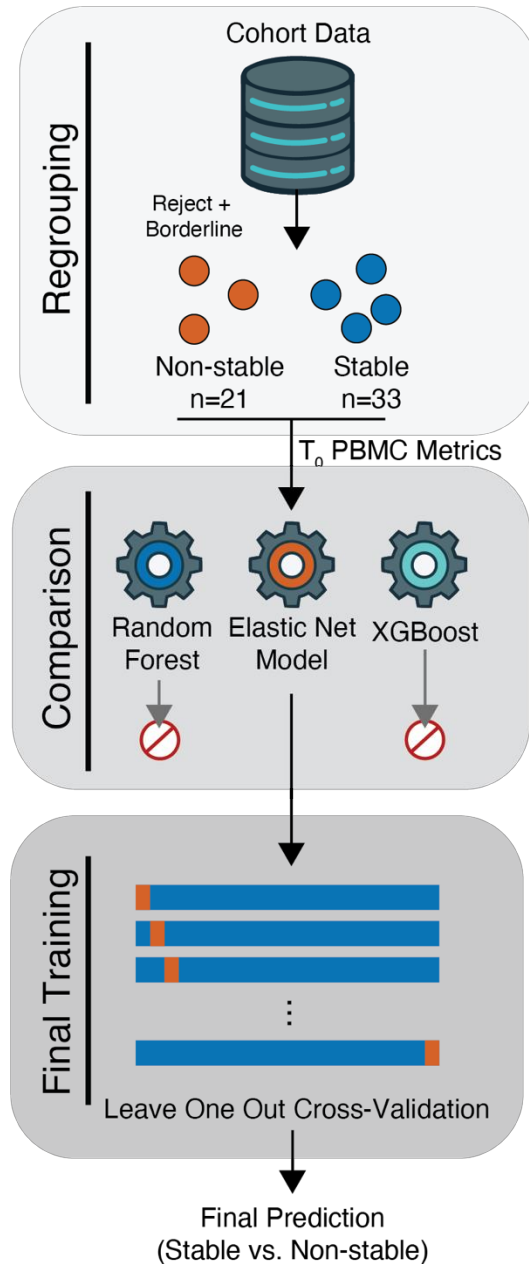 Cohort Data
Regrouping
Reject +
Borderline
Non-stable
n=21
Stable
n=33
T0 PBMC Metrics
Comparison
Random
Forest
Elastic Net
Model
XGBoost
Final Training
...
Leave One Out Cross-Validation
Final Prediction
(Stable vs. Non-stable)